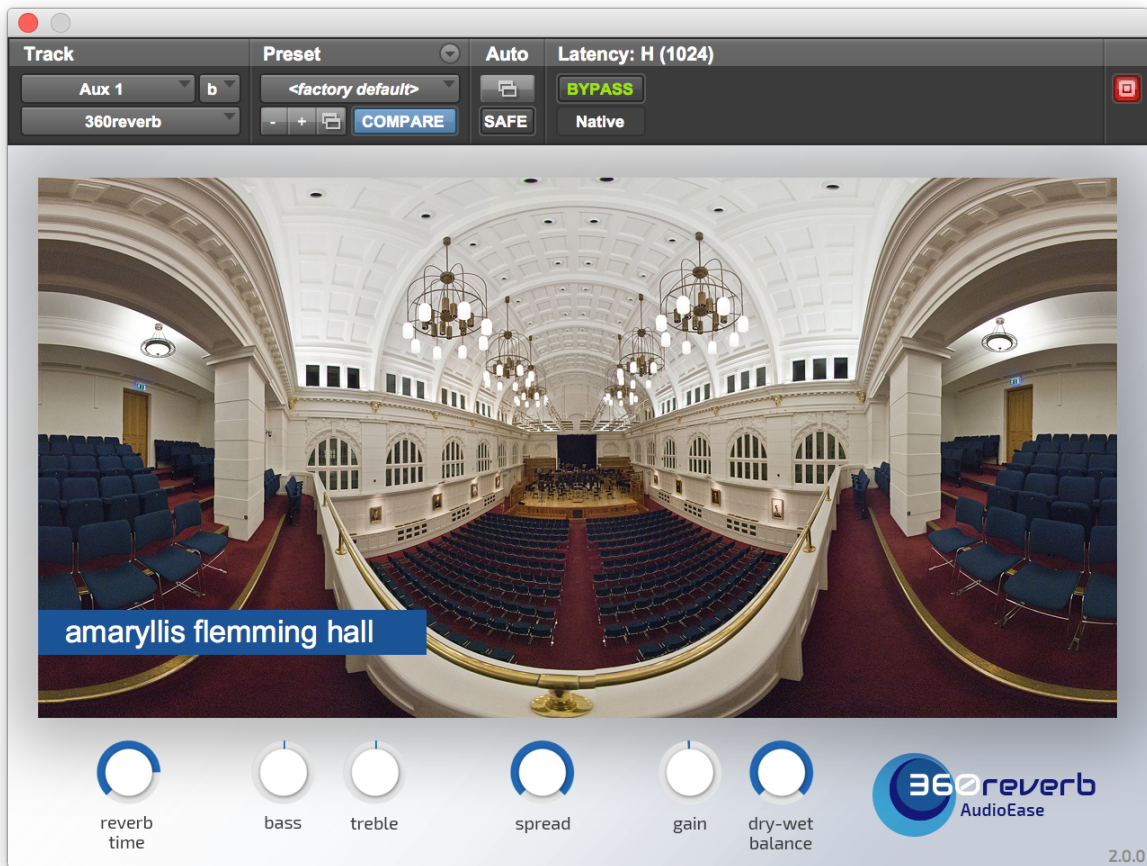 Track
Preset
Auto
Latency: H (1024)
Aux 1
b
<factory default>
BYPASS
360reverb
-
+
COMPARE
SAFE
Native
amaryllis flemming hall
reverb
time
bass
treble
spread
gain
dry-wet
balance
360reverb
AudioEase
2.0.0